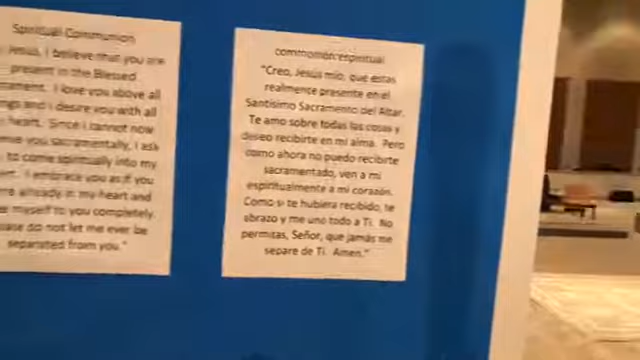 Spiritual Communion
Jesus, I believe that you are
present in the Blessed
I love you above all
and I desire you with all
heart. Since I cannot now
you sacramentally, I ask
to come spiritually into my
I embrace you as if you
already in my heart and
myself to you completely.
do not let me ever be
separated from you."
commomon espiritual
"Creo, Jesús mío, que estas
realmente presente en el
Santísimo Sacramento del Altar.
Te amo sobre todas las cosas y
deseo recibirte en mi alma. Pero
como ahora no puedo recibirte
sacramentado, ven a mi
espiritualmente a mi corazón.
Como si te hubiera recibido, te
abrazo y me uno todo a Ti. No
permitas, Señor, que jamás me
separe de Ti. Amen."